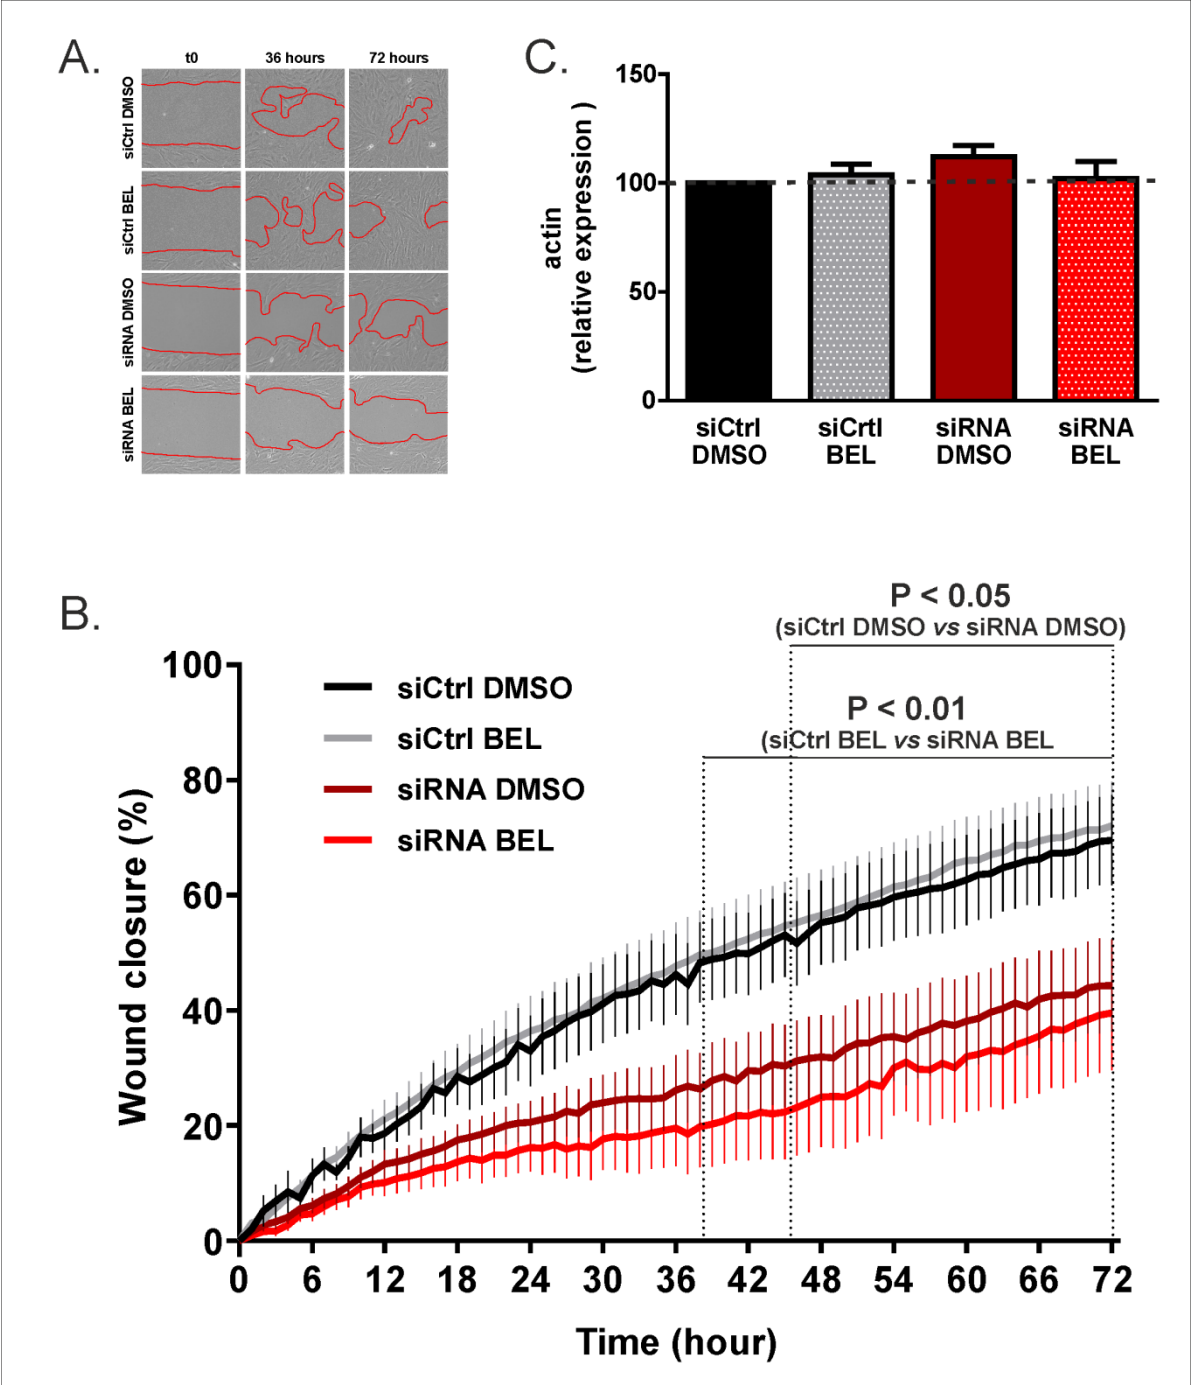 A.
t0 36 hours 72 hours
siCtrl DMSO
siCtrl BEL
siRNA DMSO
siRNA BEL
C.
actin
(relative expression )
150
100
50
0
siCtrl DMSO
siCrtl BEL
siRNA DMSO
siRNA BEL
B.
P < 0.05
(siCtrl DMSO vs siRNA DMSO)
P < 0.01
(siCtrl BEL vs siRNA BEL
siCtrl DMSO
siCtrl BEL
siRNA DMSO
siRNA BEL
Wound closure (%)
100
80
60
40
20
0
0 6 12 18 24 30 36 42 48 54 60 66 72
Time (hour)